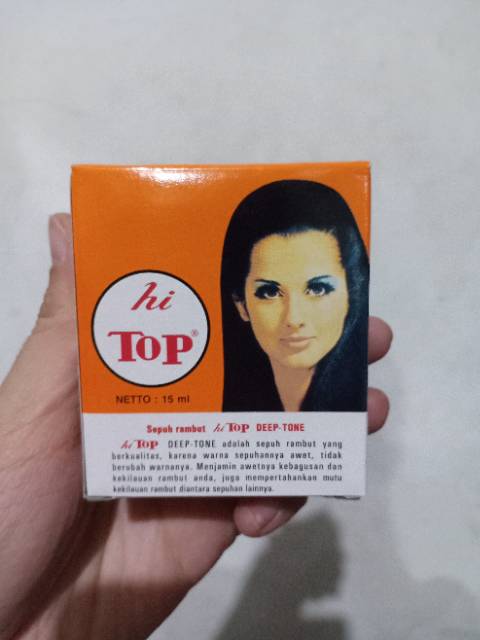 hi
TOP®
NETTO : 15 ml
Sepuh rambut hi TOP DEEP-TONE
hi TOP DEEP-TONE adalah sepuh rambut yang
berkualitas, karena warna sepuhannya awet, tidak
berobah warnanya. Menjamin awetnya kebagusan dan
kekilauan rambut anda, juga mempertahankan mutu
kekilauan rambut diantara sepuhan lainnya.